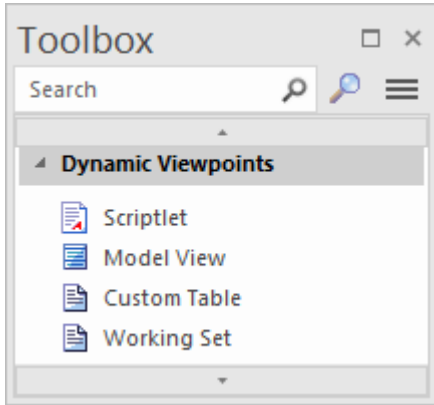 Toolbox
Search
Dynamic Viewpoints
Scriptlet
Model View
Custom Table
Working Set